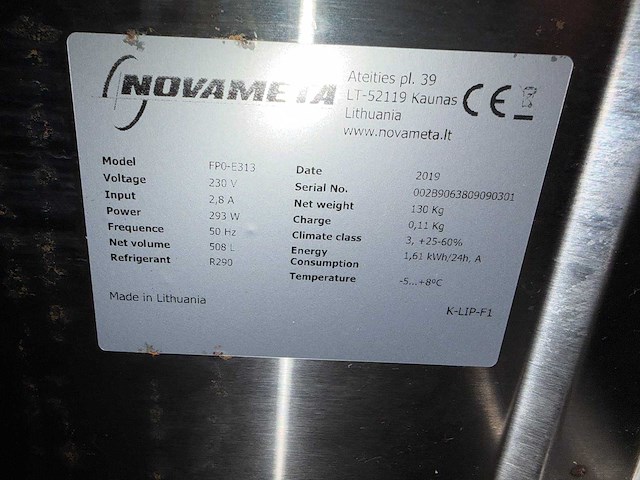 NOVAMETA
Ateities pl. 39
LT-52119 Kaunas
Lithuania
www.novameta.lt
CE
Model FP0-E313
Voltage 230 V
Input 2,8 A
Power 293 W
Frequency 50 Hz
Net volume 508 L
Refrigerant R290
Date 2019
Serial No. 002B9063809090301
Net weight 130 Kg
Charge 0,11 Kg
Climate class 3, +25-60%
Energy
Consumption 1,61 kWh/24h, A
Temperature -5...+8ºC
Made in Lithuania
K-LIP-F1